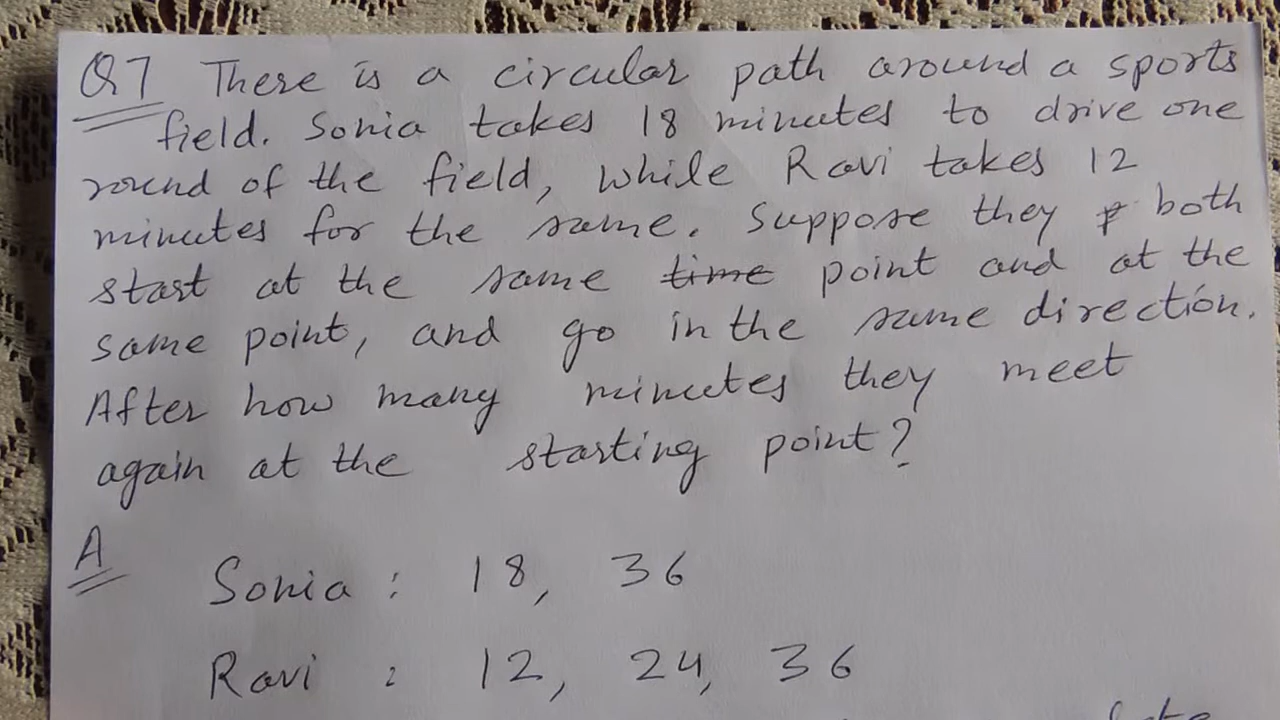 Q7 There is a circular path around a sports
field. Sonia takes 18 minutes to drive one
round of the field, while Ravi takes 12
minutes for the same. Suppose they both
start at the same time point and at the
same point, and go in the same direction.
After how many minutes they meet
again at the starting point?
A
Sonia : 18, 36
Ravi : 12, 24, 36